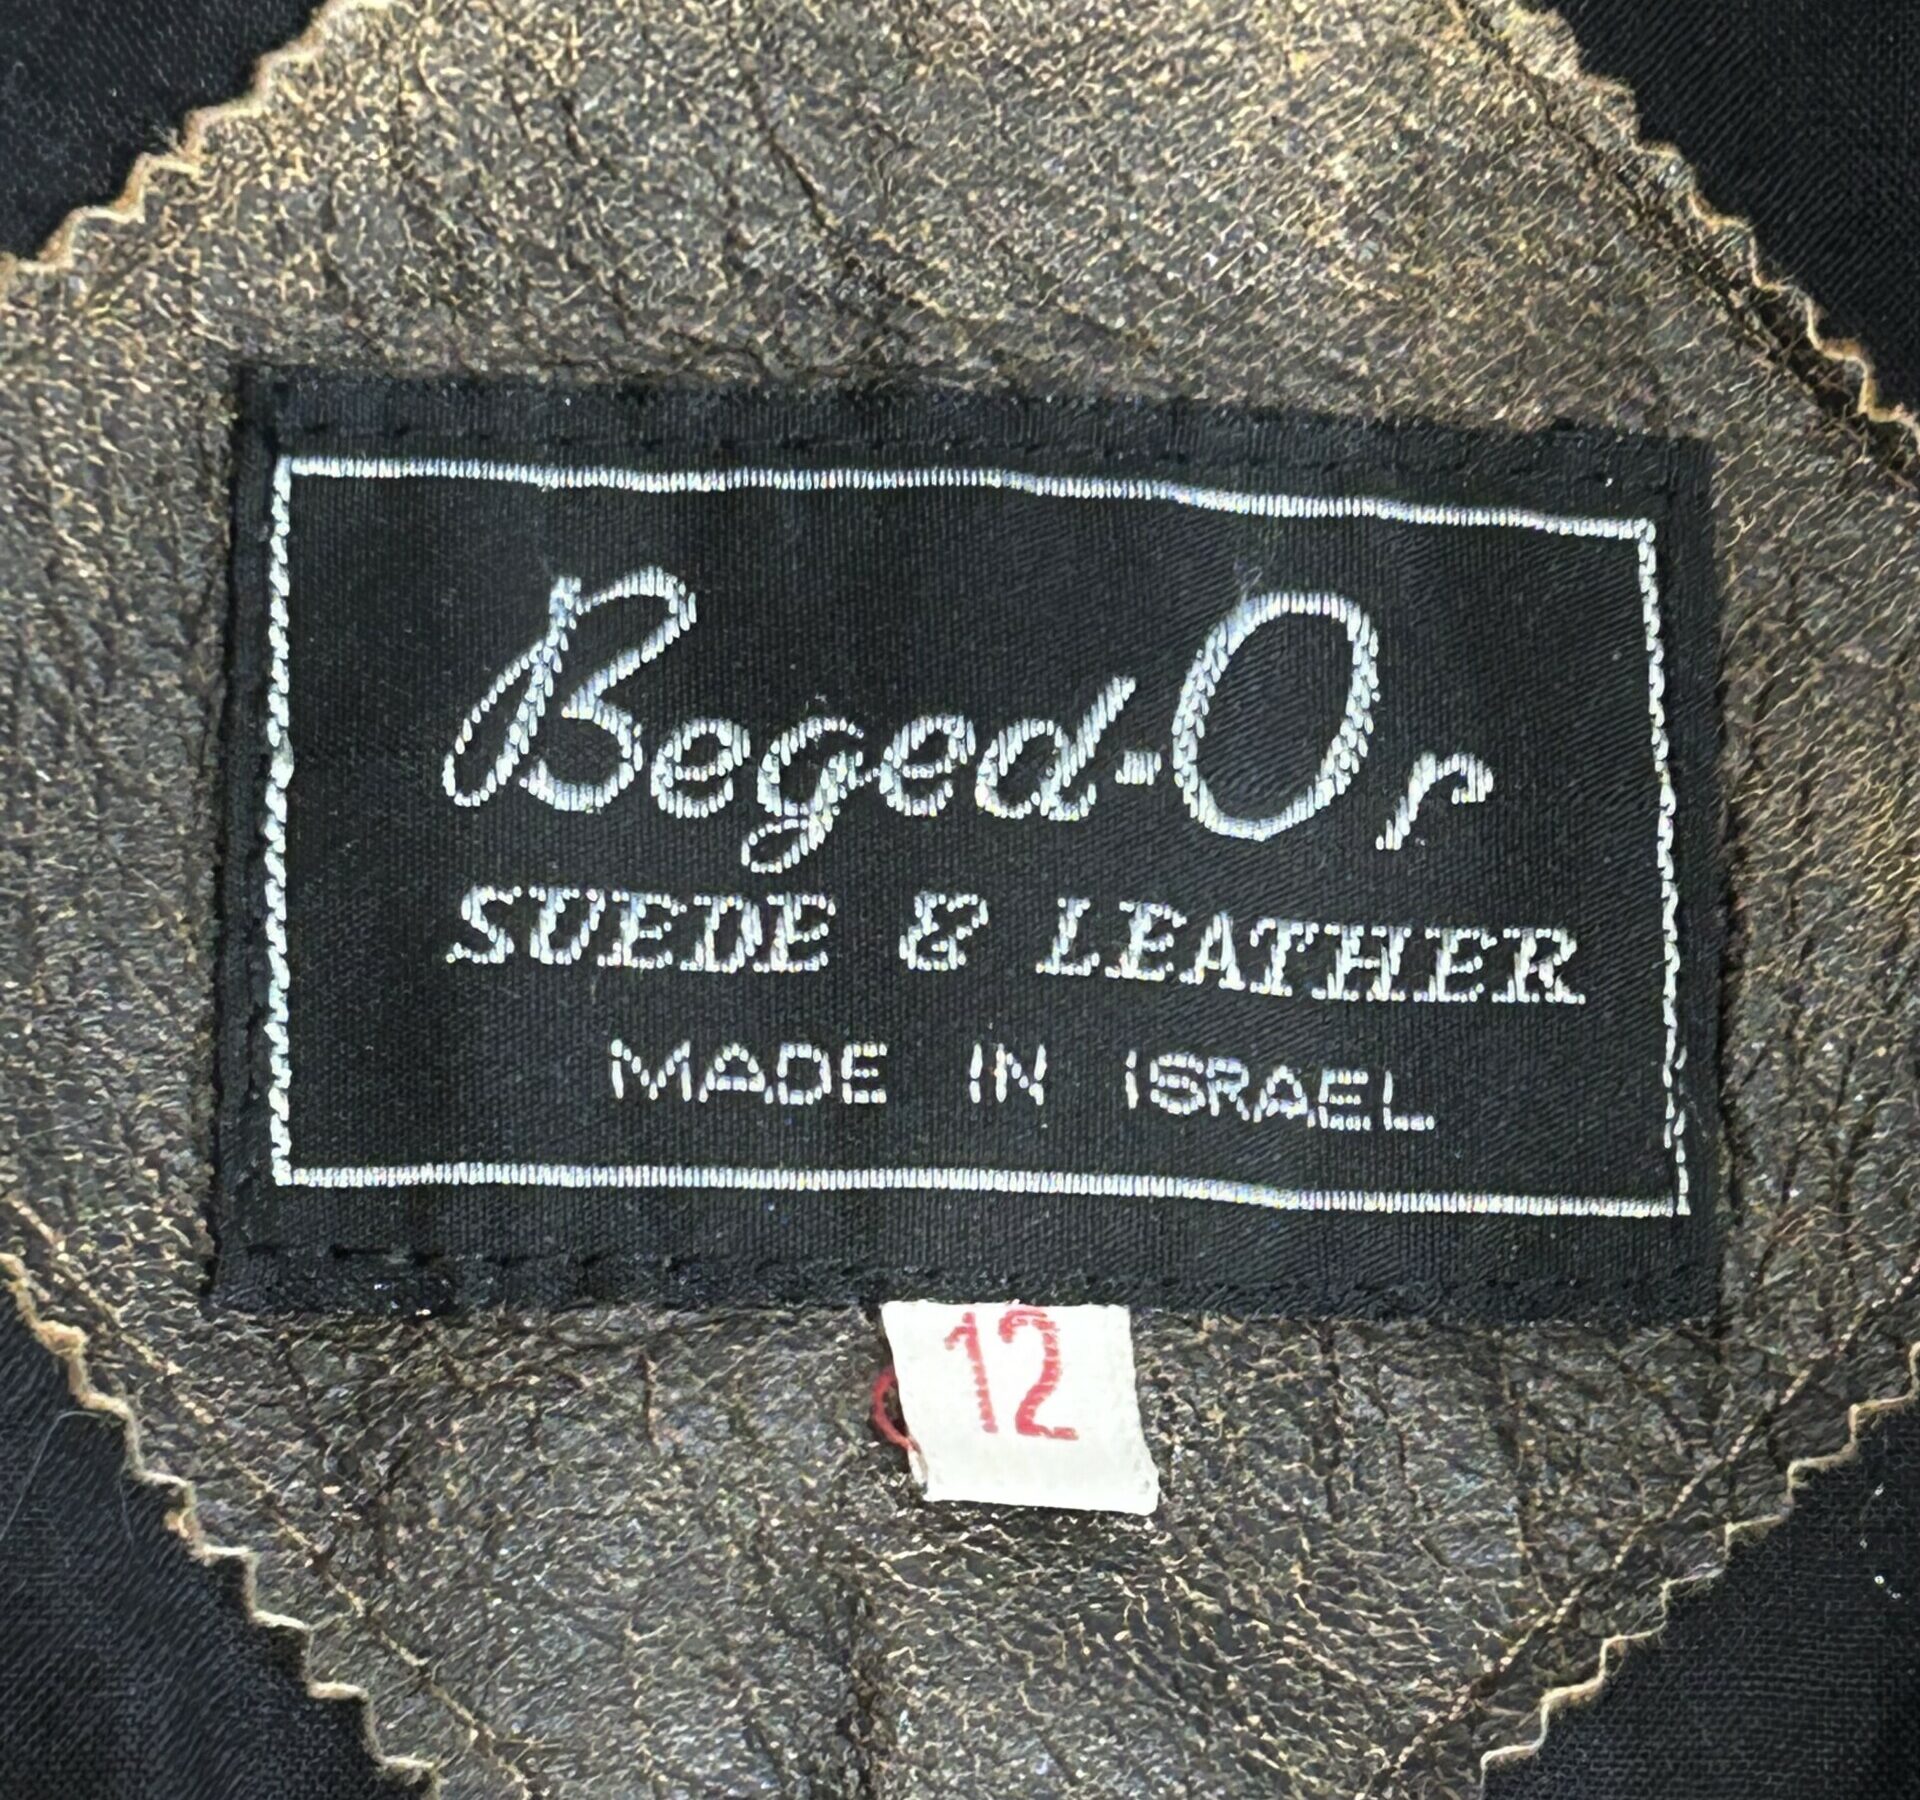 Beged-Or
SUEDE & LEATHER
MADE IN ISRAEL
12